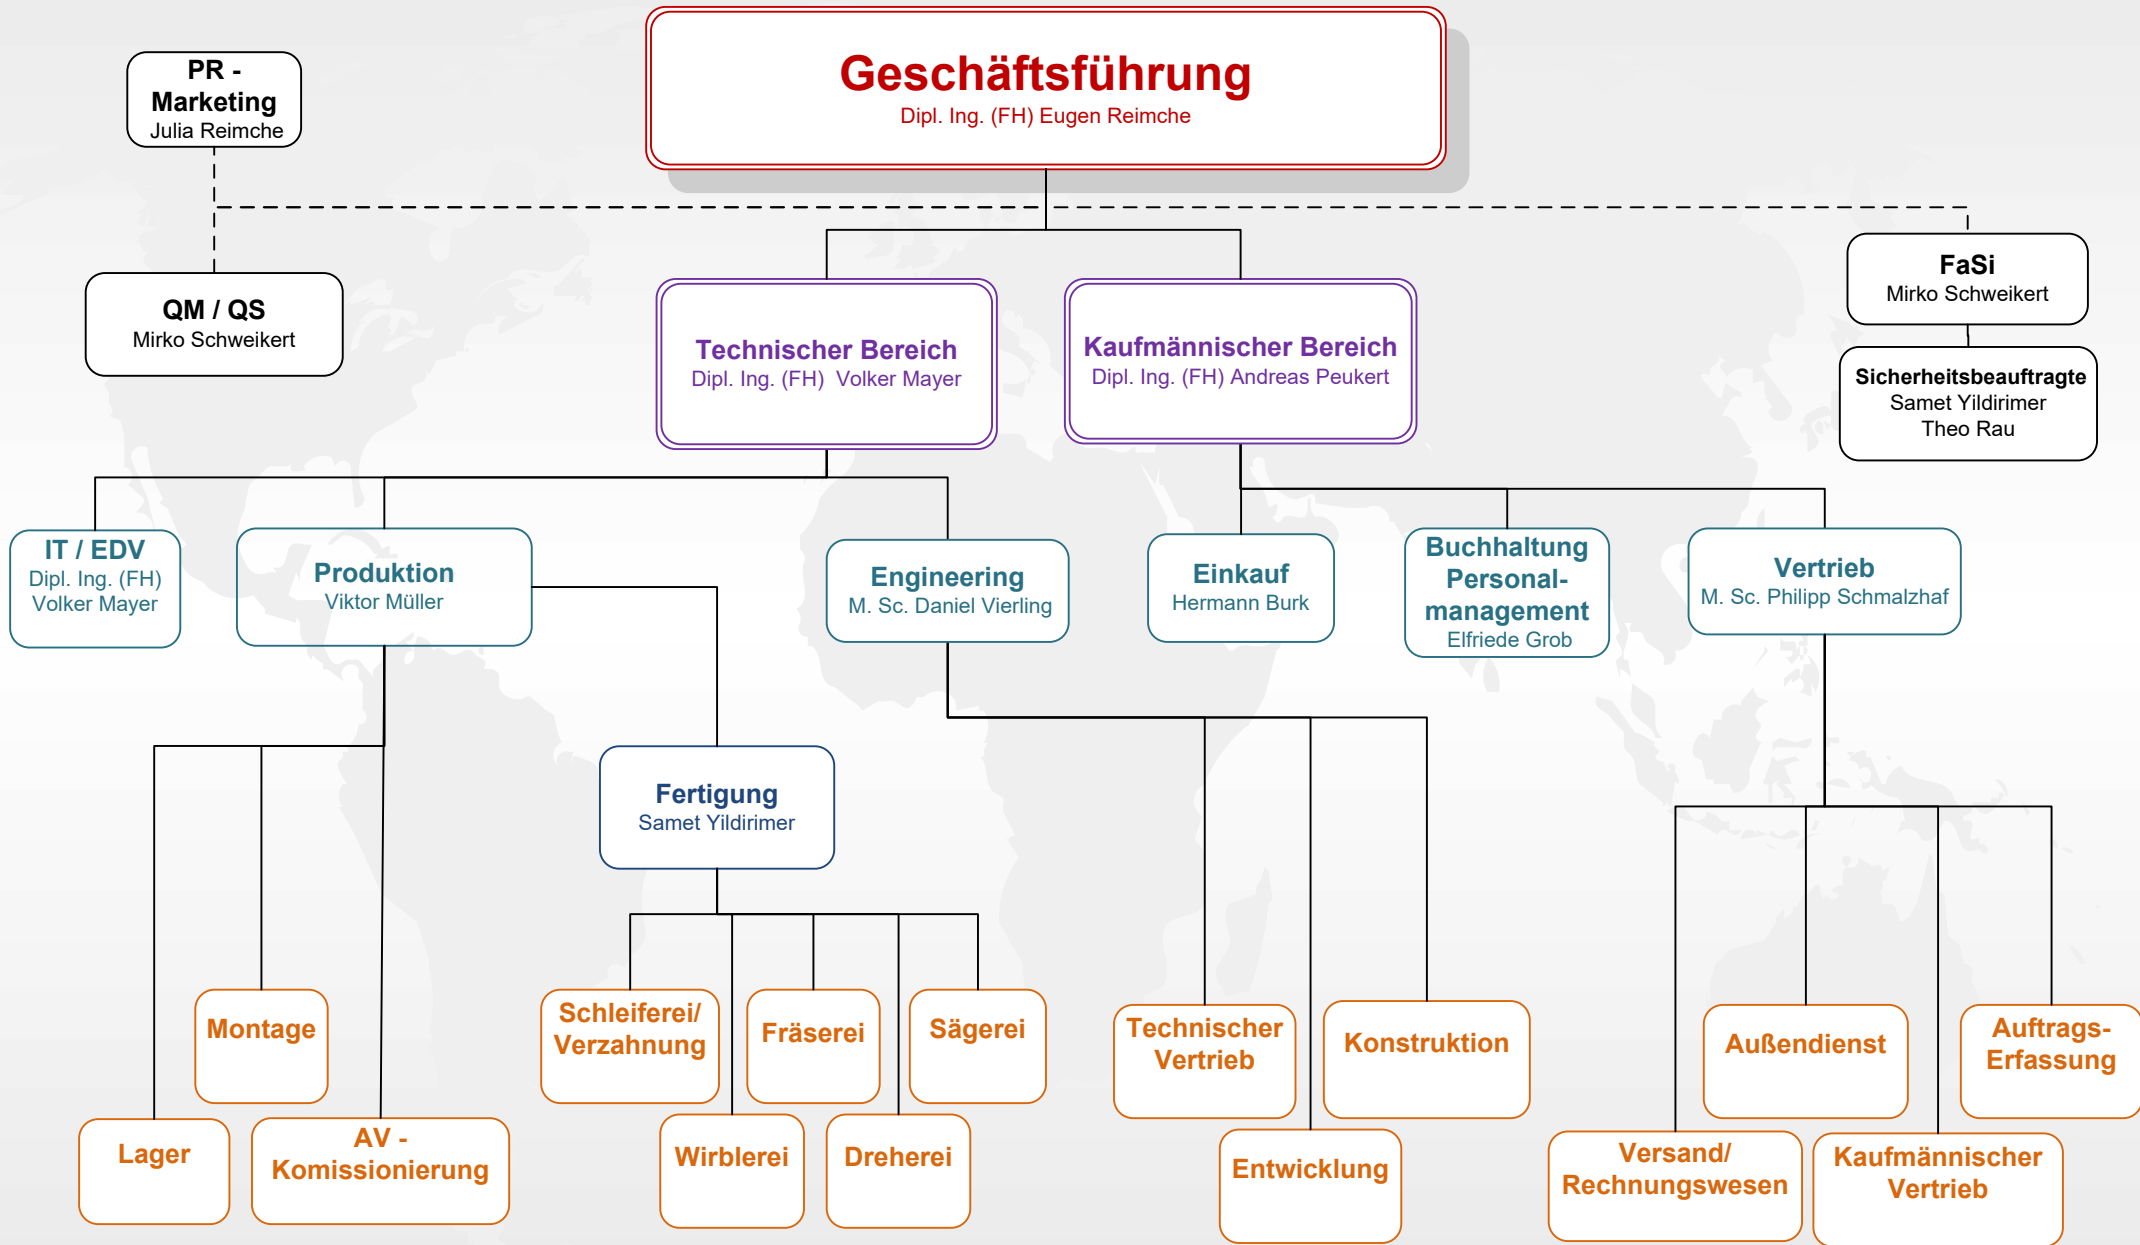 Geschäftsführung
Dipl. Ing. (FH) Eugen Reimche
PR -
Marketing
Julia Reimche
QM / QS
Mirko Schweikert
FaSi
Mirko Schweikert
Sicherheitsbeauftragte
Samet Yildirimer
Theo Rau
Technischer Bereich
Dipl. Ing. (FH)  Volker Mayer
Kaufmännischer Bereich
Dipl. Ing. (FH) Andreas Peukert
IT / EDV
Dipl. Ing. (FH)
Volker Mayer
Produktion
Viktor Müller
Engineering
M. Sc. Daniel Vierling
Einkauf
Hermann Burk
Buchhaltung
Personal-
management
Elfriede Grob
Vertrieb
M. Sc. Philipp Schmalzhaf
Fertigung
Samet Yildirimer
Montage
Lager
AV -
Komissionierung
Schleiferei/
Verzahnung
Fräserei
Sägerei
Wirblerei
Dreherei
Technischer
Vertrieb
Konstruktion
Entwicklung
Außendienst
Auftrags-
Erfassung
Versand/
Rechnungswesen
Kaufmännischer
Vertrieb